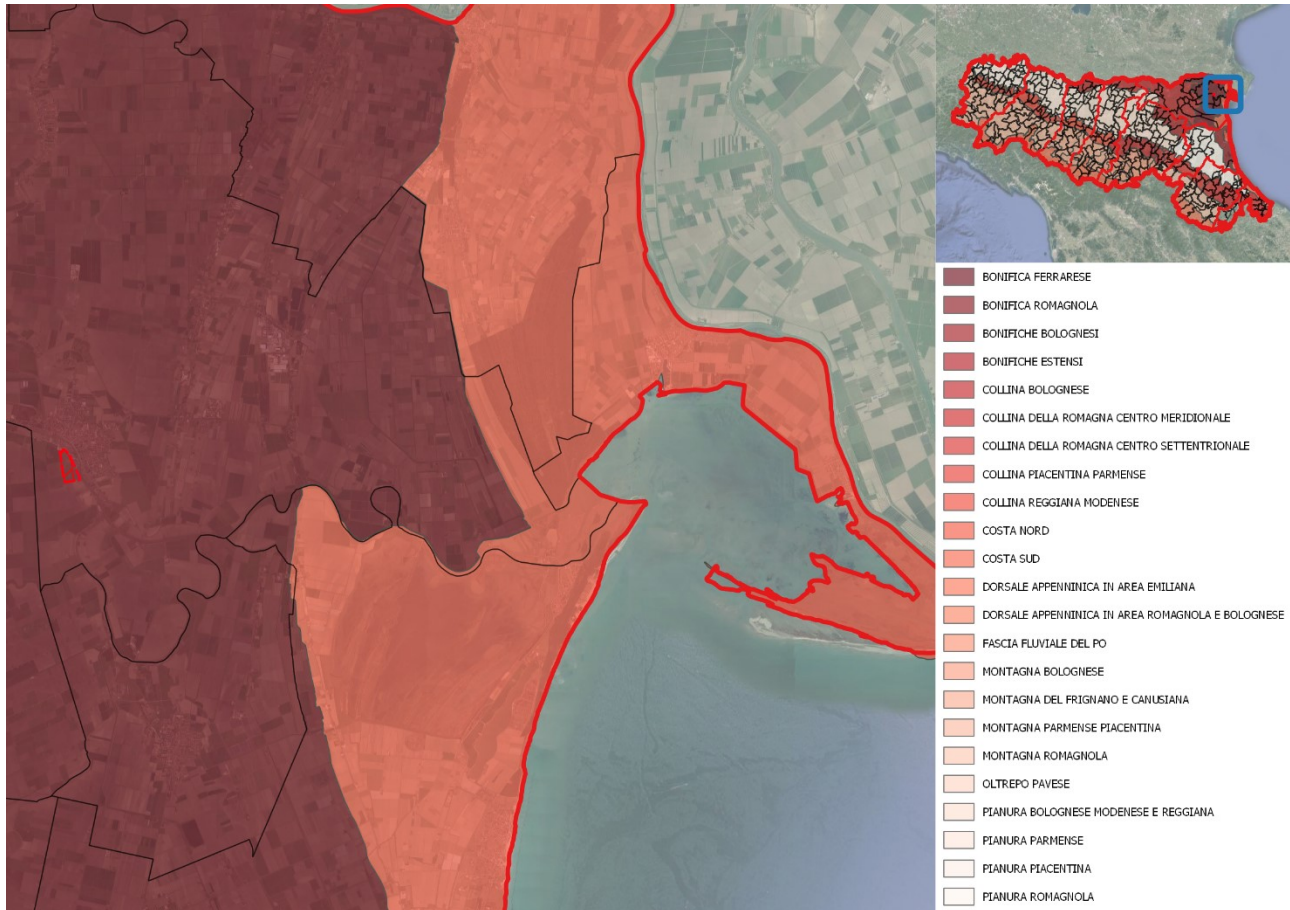 BONIFICA FERRARESE
BONIFICA ROMAGNOLA
BONIFICHE BOLOGNESI
BONIFICHE ESTENSI
COLLINA BOLOGNESE
COLLINA DELLA ROMAGNA CENTRO MERIDIONALE
COLLINA DELLA ROMAGNA CENTRO SETTENTRIONALE
COLLINA PIACENTINA PARMENSE
COLLINA REGGIANA MODENESE
COSTA NORD
COSTA SUD
DORSALE APPENNINICA IN AREA EMILIANA
DORSALE APPENNINICA IN AREA ROMAGNOLA E BOLOGNESE
FASCIA FLUVIALE DEL PO
MONTAGNA BOLOGNESE
MONTAGNA DEL FRIGNANO E CANUSIANA
MONTAGNA PARMENSE PIACENTINA
MONTAGNA ROMAGNOLA
OLTREPO PAVESE
PIANURA BOLOGNESE MODENESE E REGGIANA
PIANURA PARMENSE
PIANURA PIACENTINA
PIANURA ROMAGNOLA